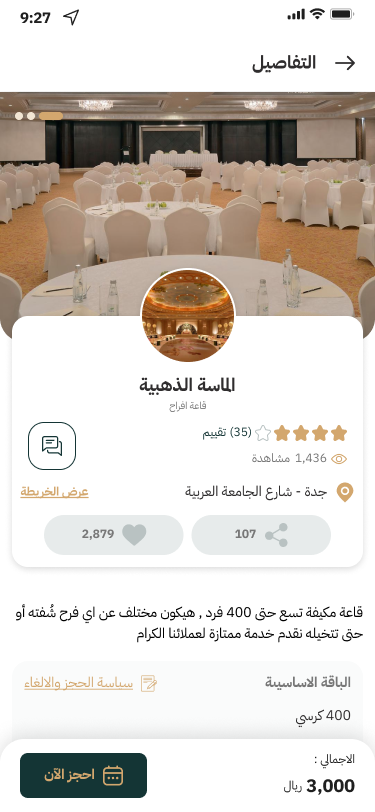 9:27
التفاصيل
الماسة الذهبية
قاعة افراح
(35) تقييم
1,436 مشاهدة
جدة - شارع الجامعة العربية
عرض الخريطة
107
2,879
قاعة مكيفة تسع حتى 400 فرد , هيكون مختلف عن اي فرح شُفته أو
حتى تتخيله نقدم خدمة ممتازة لعملائنا الكرام
الباقة الاساسيىة
سياسة الحجز والالغاء
400 كرسي
الاجمالي :
3,000 ريال
احجز الآن